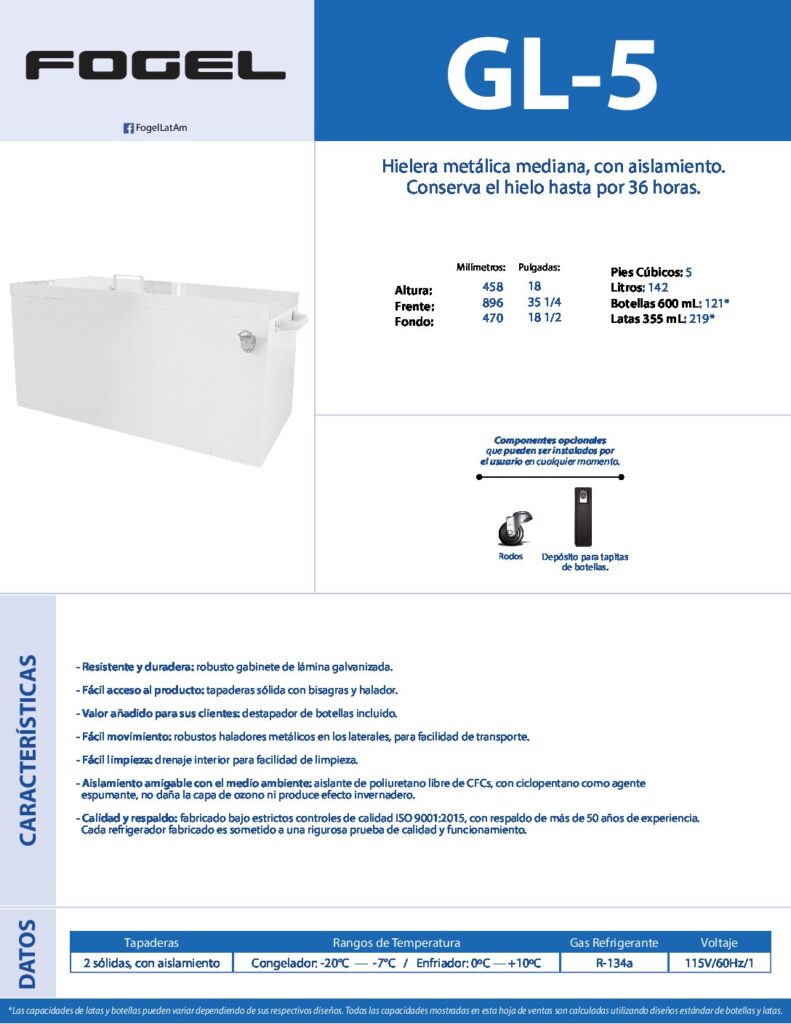 FOGEL
FogelLatAm
GL-5
Hielera metálica mediana, con aislamiento.
Conserva el hielo hasta por 36 horas.
Milímetros: Pulgadas:
Altura: 458 18
Frente: 896 35 1/4
Fondo: 470 18 1/2
Pies Cúbicos: 5
Litros: 142
Botellas 600 mL: 121*
Latas 355 mL: 219*
Componentes opcionales
que pueden ser instalados por
el usuario en cualquier momento.
Rodos
Depósito para tapitas
de botellas.
CARACTERÍSTICAS
- Resistente y duradera: robusto gabinete de lámina galvanizada.
- Fácil acceso al producto: tapaderas sólida con bisagras y halador.
- Valor añadido para sus clientes: destapador de botellas incluido.
- Fácil movimiento: robustos haladores metálicos en los laterales, para facilidad de transporte.
- Fácil limpieza: drenaje interior para facilidad de limpieza.
- Aislamiento amigable con el medio ambiente: aislante de poliuretano libre de CFCs, con ciclopentano como agente
espumante, no daña la capa de ozono ni produce efecto invernadero.
- Calidad y respaldo: fabricado bajo estrictos controles de calidad ISO 9001:2015, con respaldo de más de 50 años de experiencia.
Cada refrigerador fabricado es sometido a una rigurosa prueba de calidad y funcionamiento.
DATOS
Tapaderas Rangos de Temperatura Gas Refrigerante Voltaje
2 sólidas, con aislamiento Congelador: -20ºC — -7ºC / Enfriador: 0ºC — +10ºC R-134a 115V/60Hz/1
*Las capacidades de latas y botellas pueden variar dependiendo de sus respectivos diseños. Todas las capacidades mostradas en esta hoja de ventas son calculadas utilizando diseños estándar de botellas y latas.